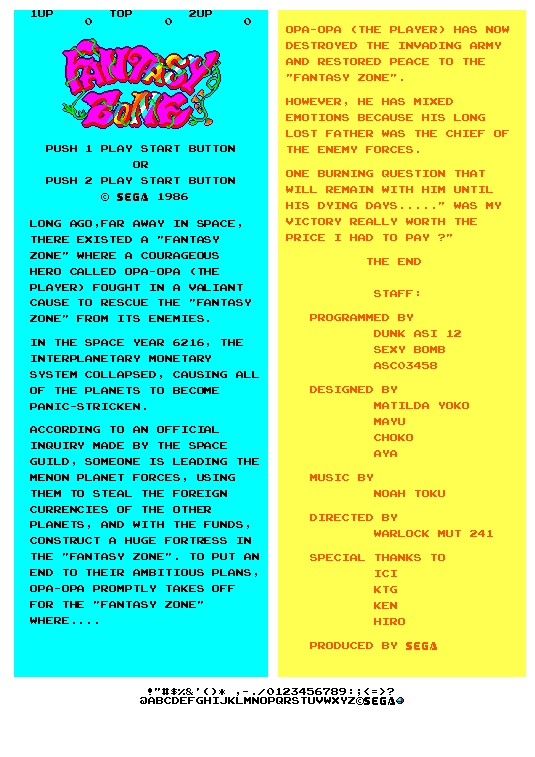 1UP TOP 2UP
0 0 0
FANTASY
ZONE
PUSH 1 PLAY START BUTTON
OR
PUSH 2 PLAY START BUTTON
© SEGA 1986
LONG AGO,FAR AWAY IN SPACE,
THERE EXISTED A "FANTASY
ZONE" WHERE A COURAGEOUS
HERO CALLED OPA-OPA (THE
PLAYER) FOUGHT IN A VALIANT
CAUSE TO RESCUE THE "FANTASY
ZONE" FROM ITS ENEMIES.
IN THE SPACE YEAR 6216, THE
INTERPLANETARY MONETARY
SYSTEM COLLAPSED, CAUSING ALL
OF THE PLANETS TO BECOME
PANIC-STRICKEN.
ACCORDING TO AN OFFICIAL
INQUIRY MADE BY THE SPACE
GUILD, SOMEONE IS LEADING THE
MENON PLANET FORCES, USING
THEM TO STEAL THE FOREIGN
CURRENCIES OF THE OTHER
PLANETS, AND WITH THE FUNDS,
CONSTRUCT A HUGE FORTRESS IN
THE "FANTASY ZONE". TO PUT AN
END TO THEIR AMBITIOUS PLANS,
OPA-OPA PROMPTLY TAKES OFF
FOR THE "FANTASY ZONE"
WHERE....
OPA-OPA (THE PLAYER) HAS NOW
DESTROYED THE INVADING ARMY
AND RESTORED PEACE TO THE
"FANTASY ZONE".
HOWEVER, HE HAS MIXED
EMOTIONS BECAUSE HIS LONG
LOST FATHER WAS THE CHIEF OF
THE ENEMY FORCES.
ONE BURNING QUESTION THAT
WILL REMAIN WITH HIM UNTIL
HIS DYING DAYS....." WAS MY
VICTORY REALLY WORTH THE
PRICE I HAD TO PAY ?"
THE END
STAFF:
PROGRAMMED BY
DUNK ASI 12
SEXY BOMB
ASC03458
DESIGNED BY
MATILDA YOKO
MAYU
CHOKO
AYA
MUSIC BY
NOAH TOKU
DIRECTED BY
WARLOCK MUT 241
SPECIAL THANKS TO
ICI
KTG
KEN
HIRO
PRODUCED BY SEGA
!"#$%&'()* ,-./0123456789:;<=>?
@ABCDEFGHIJKLMNOPQRSTUVWXYZ©SEGA